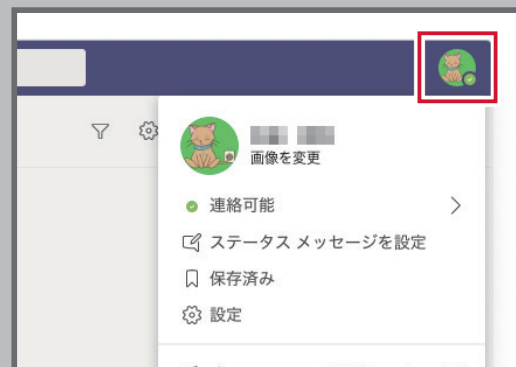 画像を変更
連絡可能
ステータス メッセージを設定
保存済み
設定